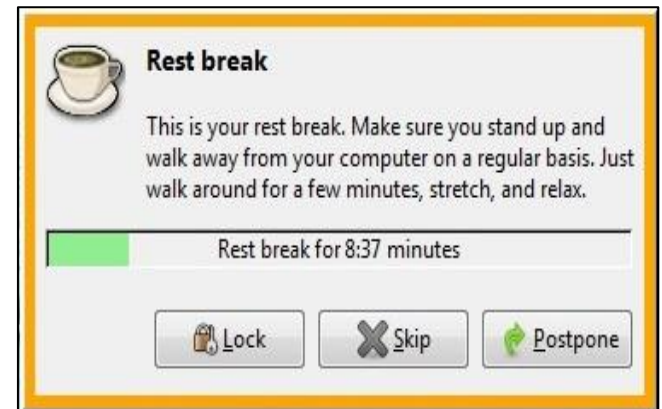 Rest break
This is your rest break. Make sure you stand up and
walk away from your computer on a regular basis. Just
walk around for a few minutes, stretch, and relax.
Rest break for 8:37 minutes
Lock Skip Postpone